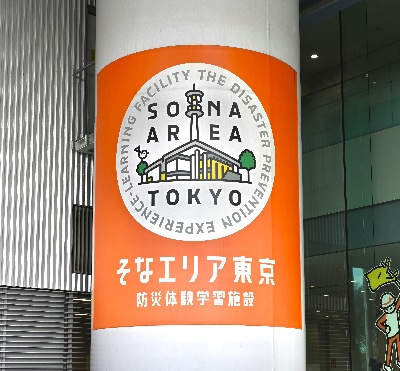 THE DISASTER PREVENTION EXPERIENCE-LEARNING FACILITY
SONA
AREA
TOKYO
そなエリア東京
防災体験学習施設